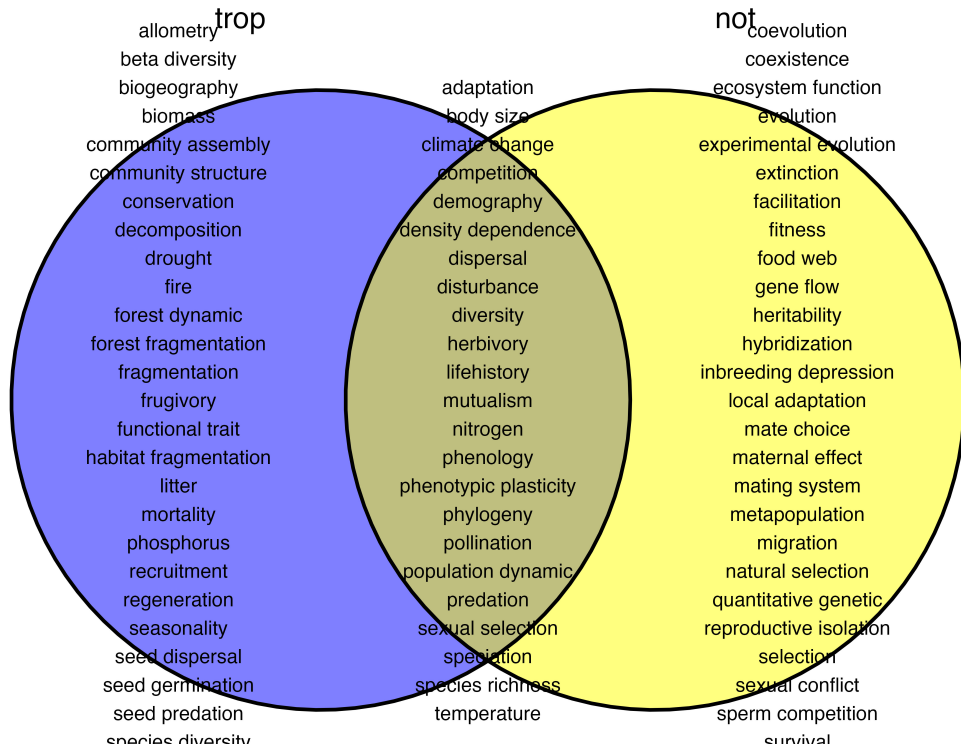 trop
allometry
beta diversity
biogeography
biomass
community assembly
community structure
conservation
decomposition
drought
fire
forest dynamic
forest fragmentation
fragmentation
frugivory
functional trait
habitat fragmentation
litter
mortality
phosphorus
recruitment
regeneration
seasonality
seed dispersal
seed germination
seed predation
species diversity
adaptation
body size
climate change
competition
demography
density dependence
dispersal
disturbance
diversity
herbivory
lifehistory
mutualism
nitrogen
phenology
phenotypic plasticity
phylogeny
pollination
population dynamic
predation
sexual selection
speciation
species richness
temperature
not
coevolution
coexistence
ecosystem function
evolution
experimental evolution
extinction
facilitation
fitness
food web
gene flow
heritability
hybridization
inbreeding depression
local adaptation
mate choice
maternal effect
mating system
metapopulation
migration
natural selection
quantitative genetic
reproductive isolation
selection
sexual conflict
sperm competition
survival